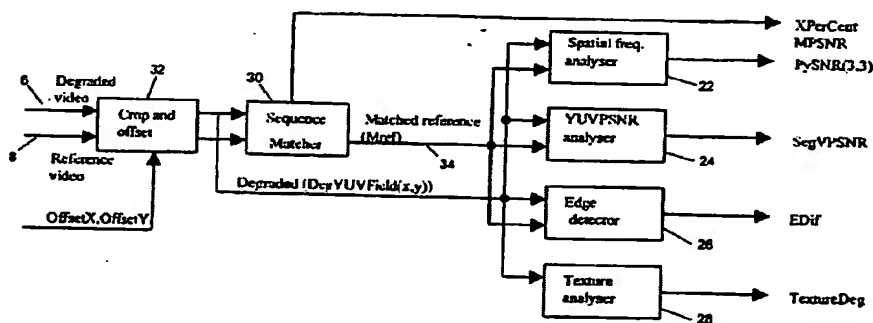 XPerCent
MPSNR
PySNR(3,3)
Spatial freq.
analyser
22
32
30
6
Degraded
video
Crop and
offset
Sequence
Matcher
Matched reference
(Mref)
34
YUVPSNR
analyser
24
SegVPSNR
8
Reference
video
Degraded (DegYUVField(x,y))
OffsetX,OffsetY
Edge
detector
26
EDif
Texture
analyser
28
TextureDeg